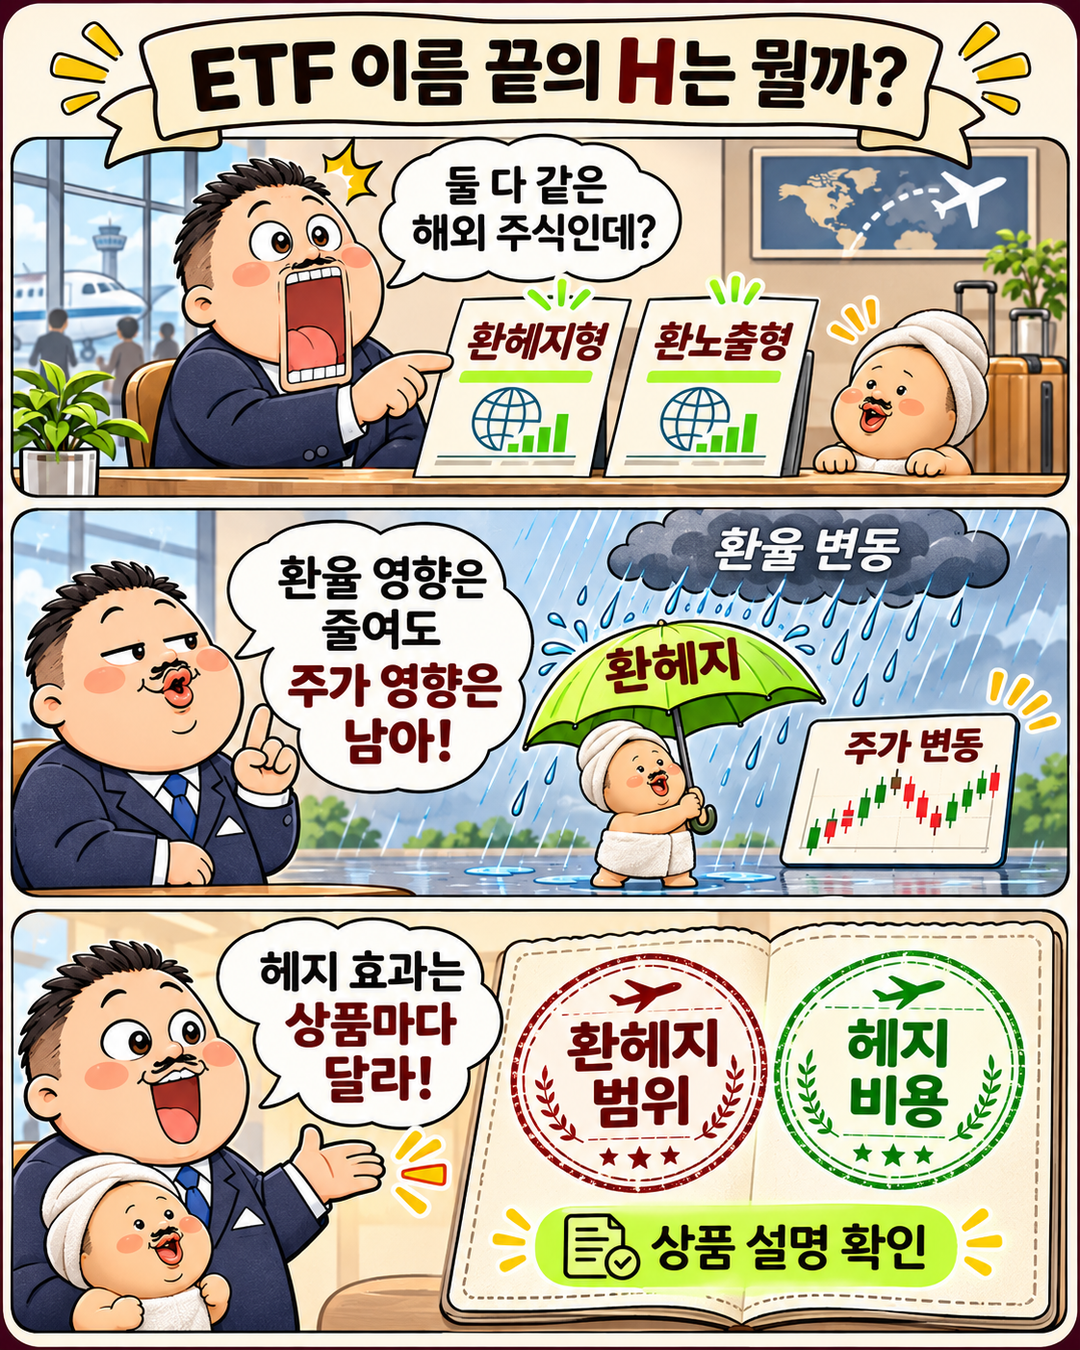 ETF 이름 끝의 H는 뭘까?
둘 다 같은
해외 주식인데?
환헤지형
환노출형
환율 영향은
줄여도
주가 영향은
남아!
환율 변동
환헤지
주가 변동
헤지 효과는
상품마다
달라!
환헤지
범위
헤지
비용
상품 설명 확인